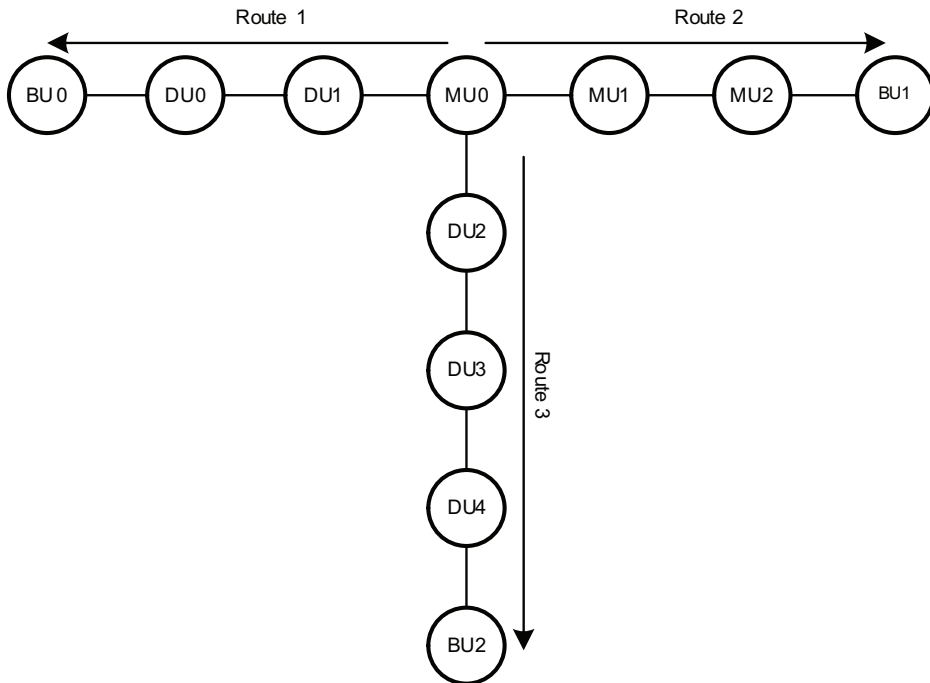 Route 1
Route 2
BU 0
DU0
DU1
MU0
MU1
MU2
BU1
DU2
DU3
Route 3
DU4
BU2